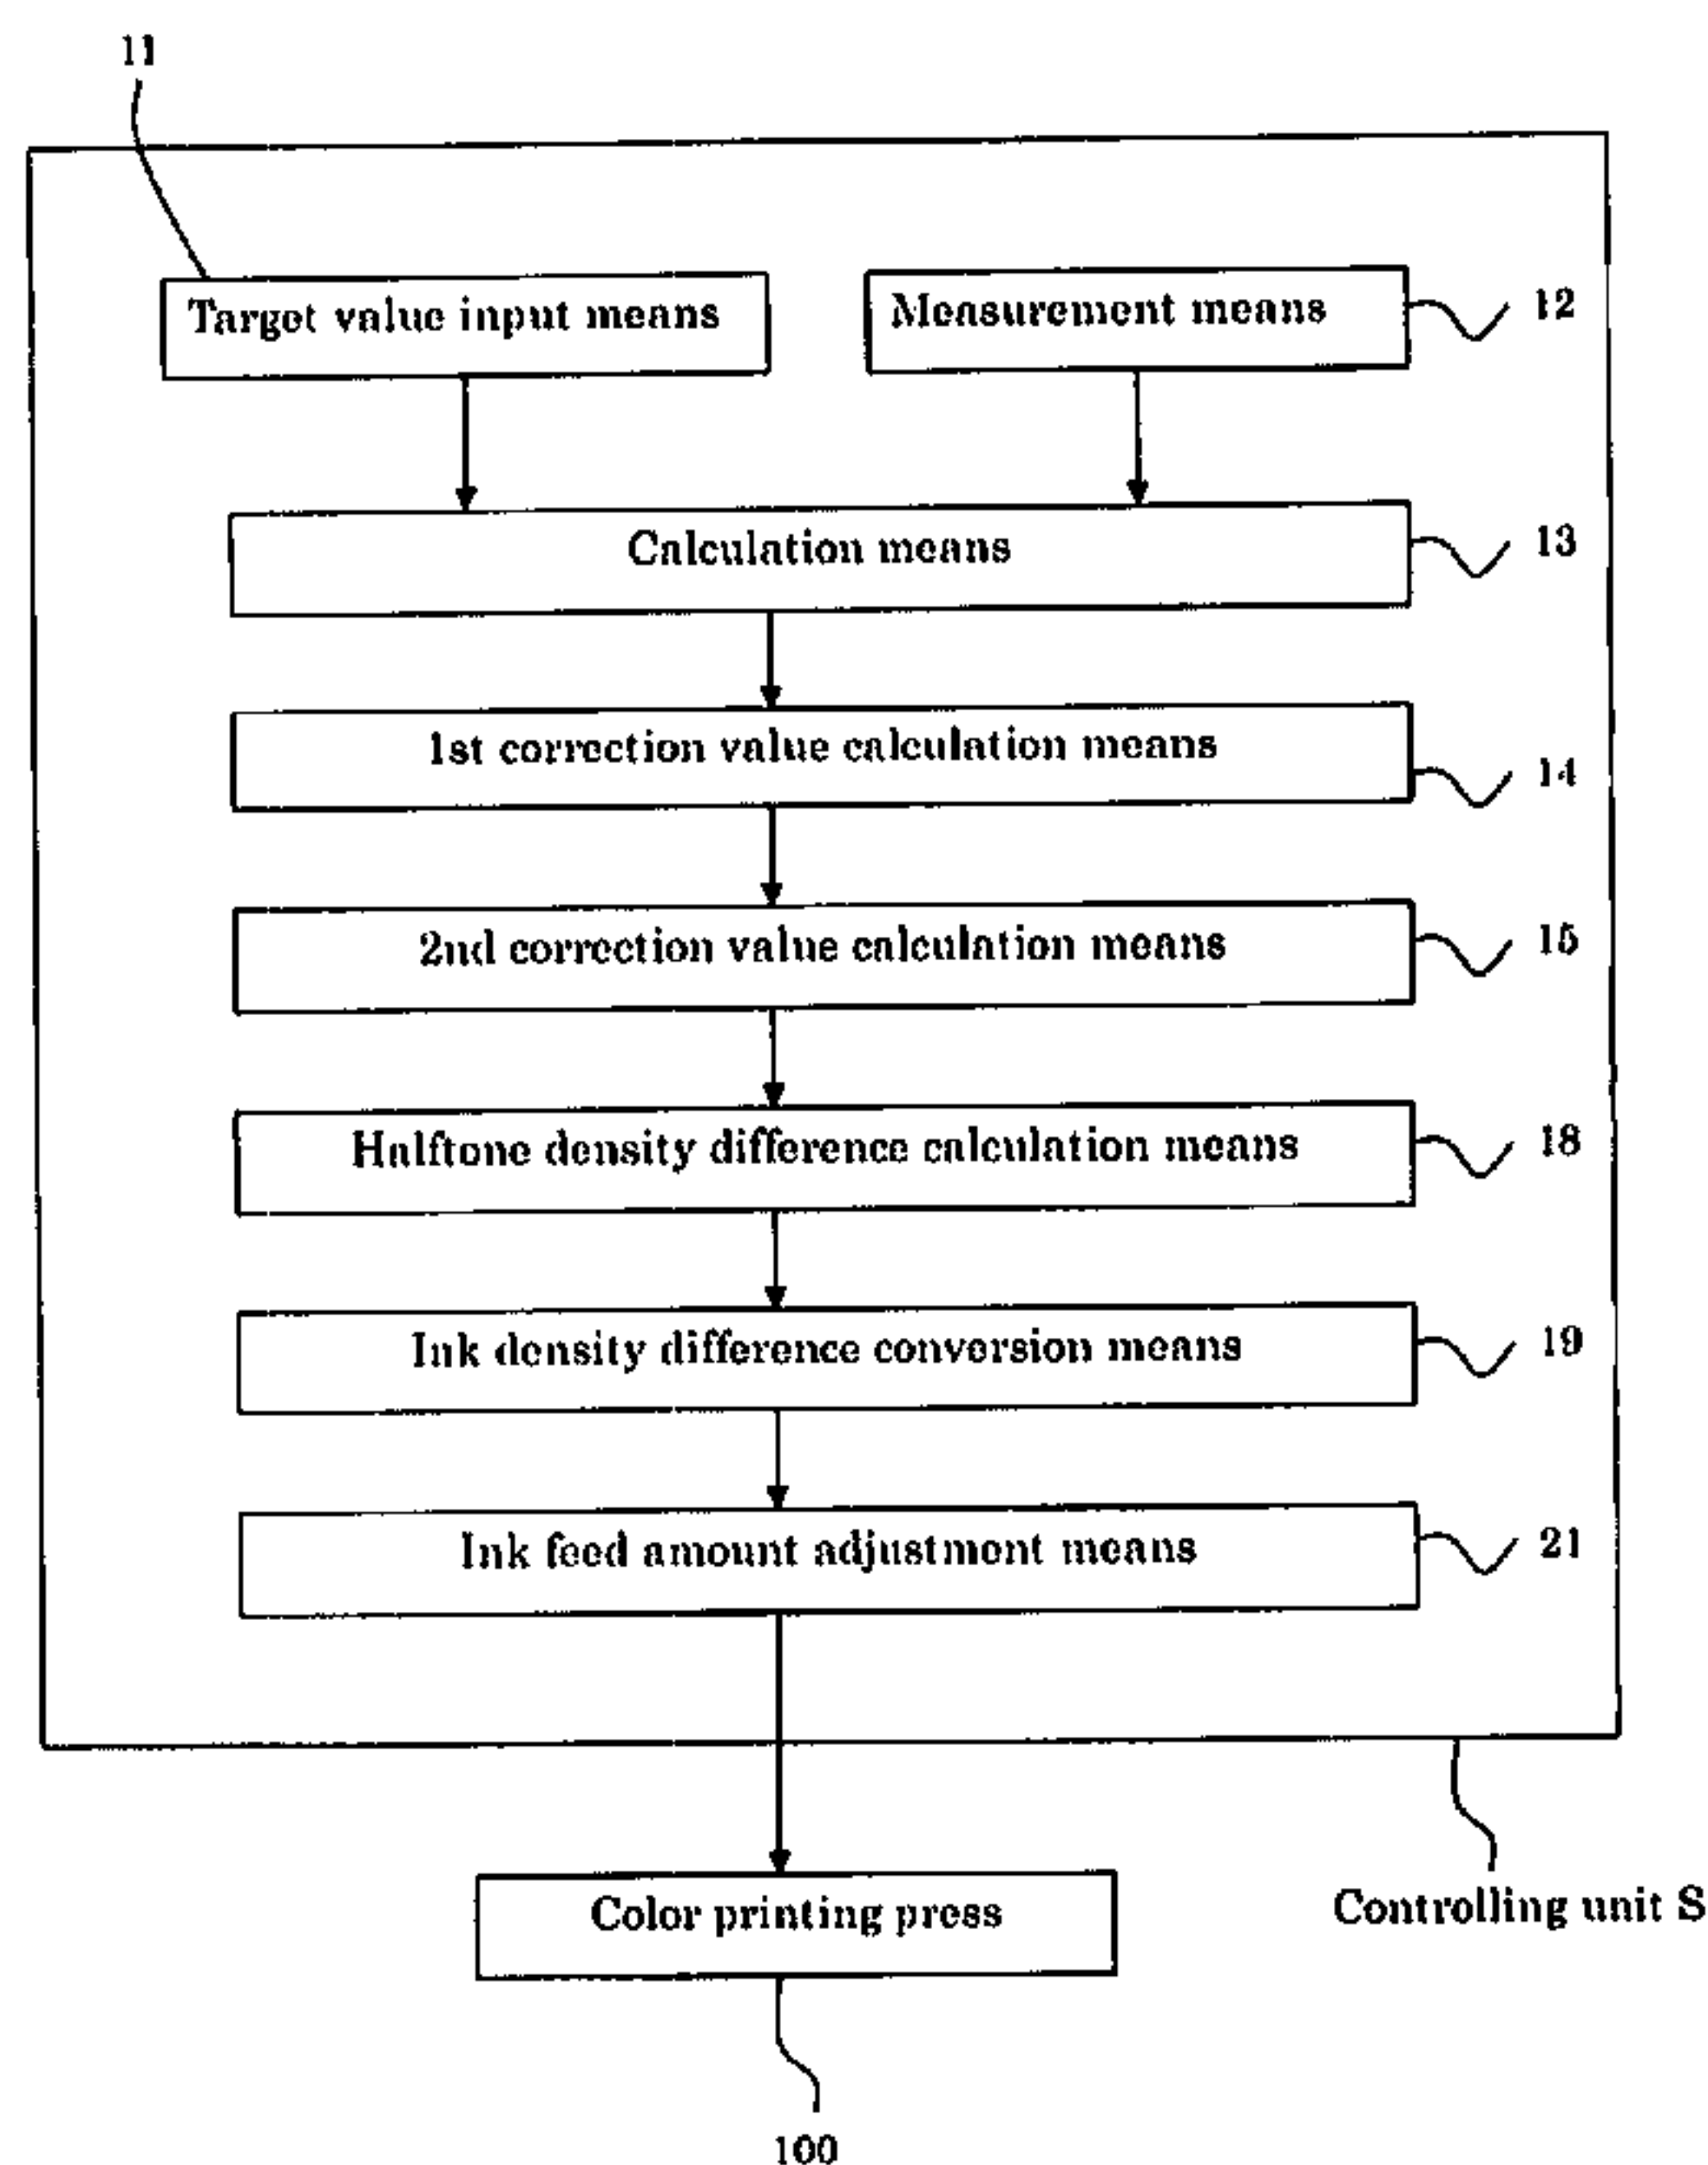 11
Target value input means
Measurement means
12
Calculation means
13
1st correction value calculation means
14
2nd correction value calculation means
15
Halftone density difference calculation means
18
Ink density difference conversion means
19
Ink feed amount adjustment means
21
Color printing press
Controlling unit S
100